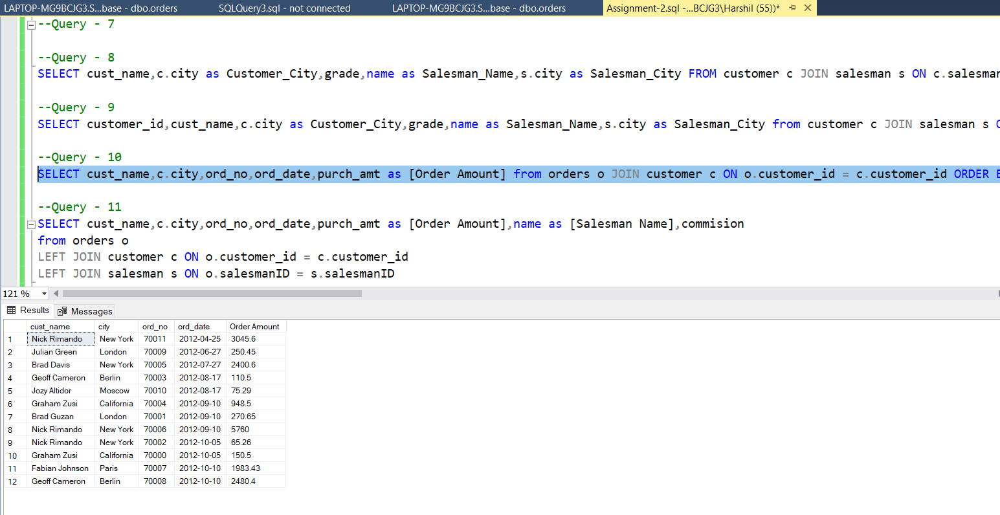 LAPTOP-MG9BCJG3.S...base - dbo.orders SQLQuery3.sql - not connected LAPTOP-MG9BCJG3.S...base - dbo.orders Assignment-2.sql -...BCJG3\Harshil (55))*
--Query - 7
--Query - 8
SELECT cust_name,c.city as Customer_City,grade,name as Salesman_Name,s.city as Salesman_City FROM customer c JOIN salesman s ON c.salesman
--Query - 9
SELECT customer_id,cust_name,c.city as Customer_City,grade,name as Salesman_Name,s.city as Salesman_City from customer c JOIN salesman s
--Query - 10
SELECT cust_name,c.city,ord_no,ord_date,purch_amt as [Order Amount] from orders o JOIN customer c ON o.customer_id = c.customer_id ORDER
--Query - 11
SELECT cust_name,c.city,ord_no,ord_date,purch_amt as [Order Amount],name as [Salesman Name],commision
from orders o
LEFT JOIN customer c ON o.customer_id = c.customer_id
LEFT JOIN salesman s ON o.salesmanID = s.salesmanID
121 %
Results Messages
cust_name city ord_no ord_date Order Amount
1 Nick Rimando New York 70011 2012-04-25 3045.6
2 Julian Green London 70009 2012-06-27 250.45
3 Brad Davis New York 70005 2012-07-27 2400.6
4 Geoff Cameron Berlin 70003 2012-08-17 110.5
5 Jozy Altidor Moscow 70010 2012-08-17 75.29
6 Graham Zusi California 70004 2012-09-10 948.5
7 Brad Guzan London 70001 2012-09-10 270.65
8 Nick Rimando New York 70006 2012-09-10 5760
9 Nick Rimando New York 70002 2012-10-05 65.26
10 Graham Zusi California 70000 2012-10-05 150.5
11 Fabian Johnson Paris 70007 2012-10-10 1983.43
12 Geoff Cameron Berlin 70008 2012-10-10 2480.4